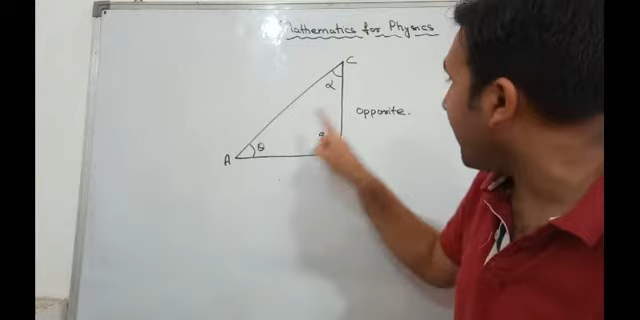 Mathematics for Physics
C
α
opposite.
θ
A